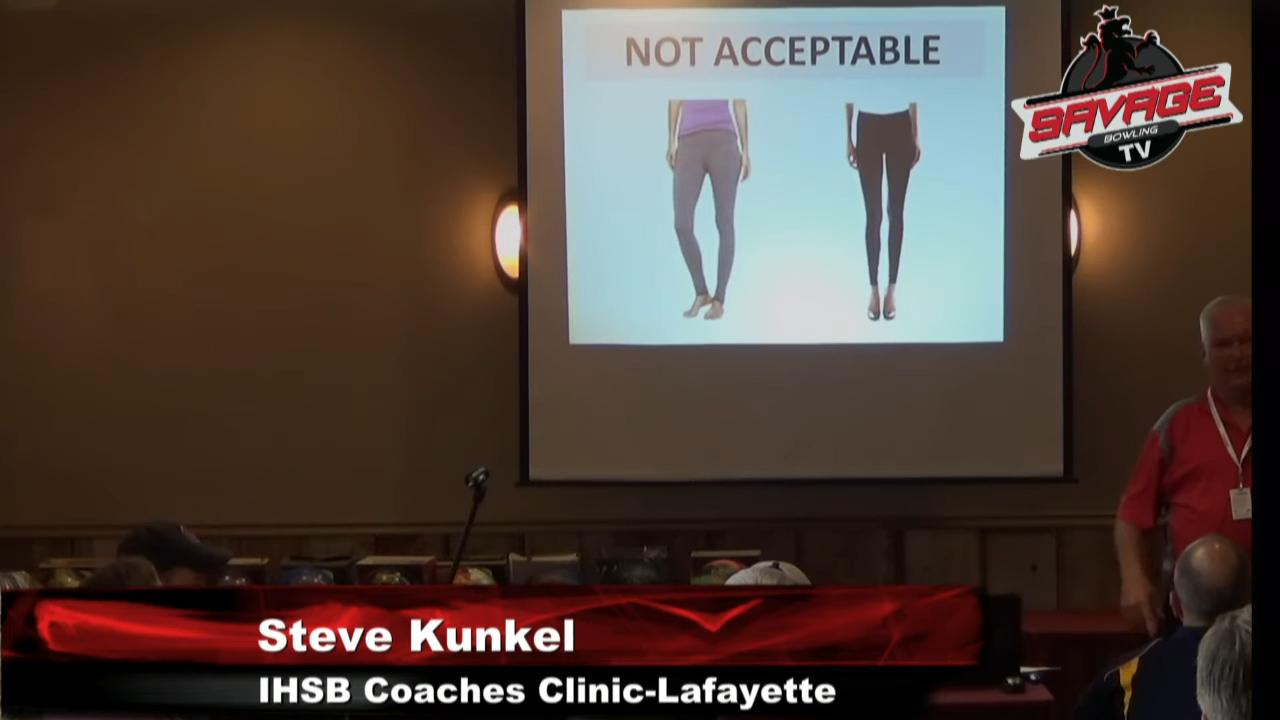 NOT ACCEPTABLE
SAVAGE
BOWLING
TV
Steve Kunkel
IHSB Coaches Clinic-Lafayette